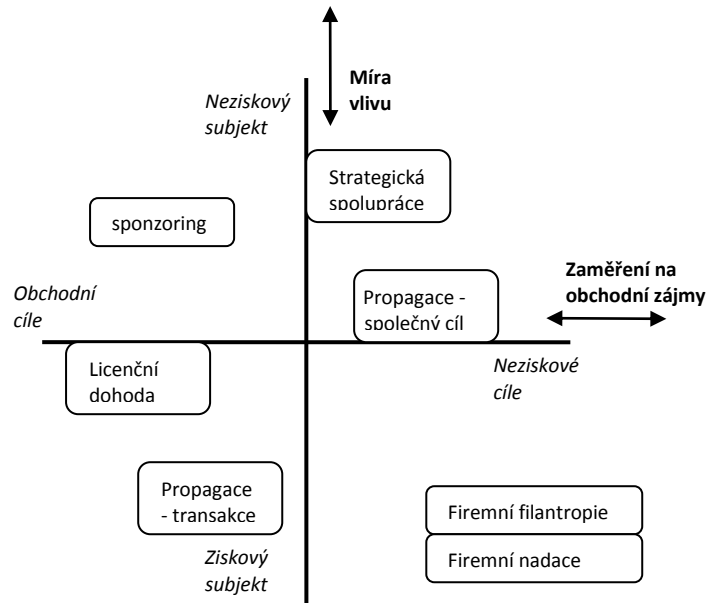 Míra
vlivu
Neziskový
subjekt
Strategická
spolupráce
sponzoring
Zaměření na
obchodní zájmy
Obchodní
cíle
Propagace -
společný cíl
Neziskové
cíle
Licenční
dohoda
Propagace
- transakce
Firemní filantropie
Firemní nadace
Ziskový
subjekt